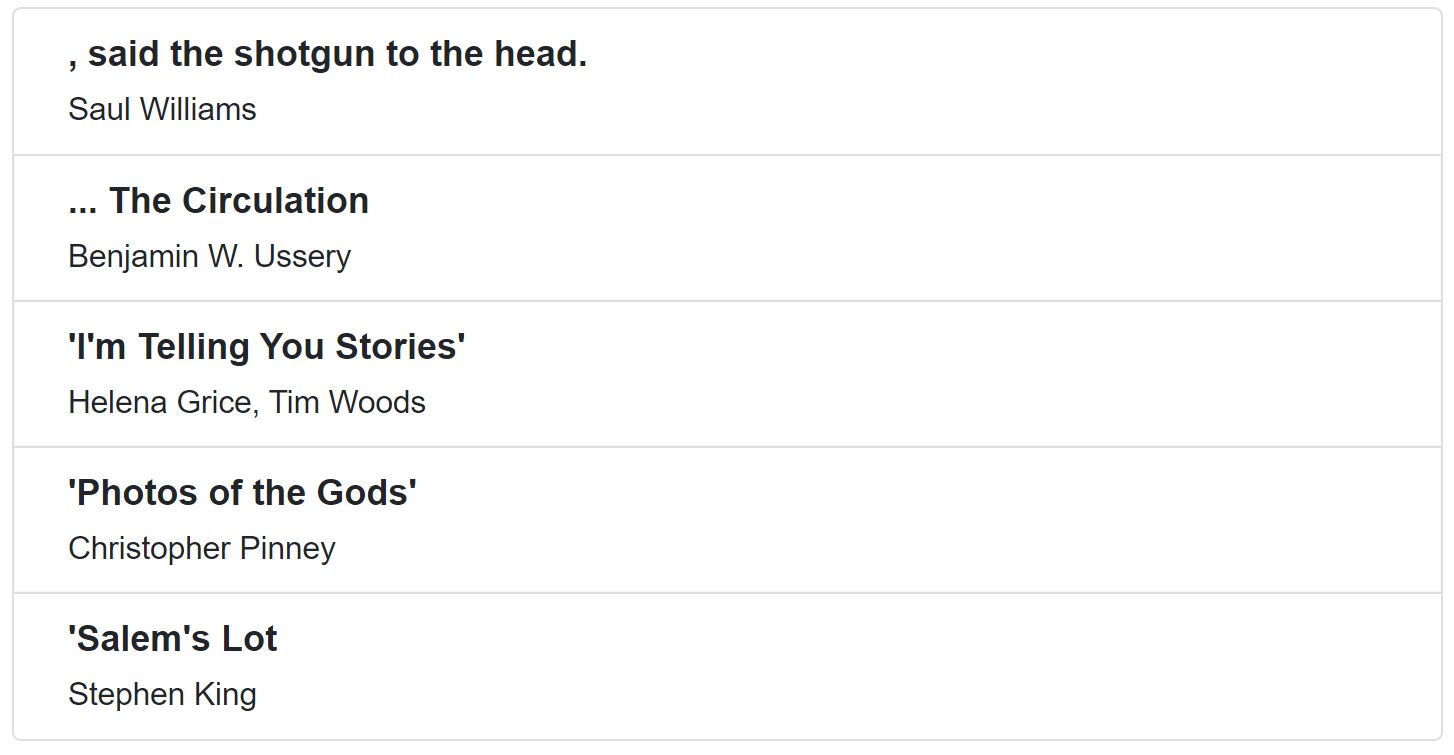 , said the shotgun to the head.
Saul Williams
... The Circulation
Benjamin W. Ussery
'I'm Telling You Stories'
Helena Grice, Tim Woods
'Photos of the Gods'
Christopher Pinney
'Salem's Lot
Stephen King